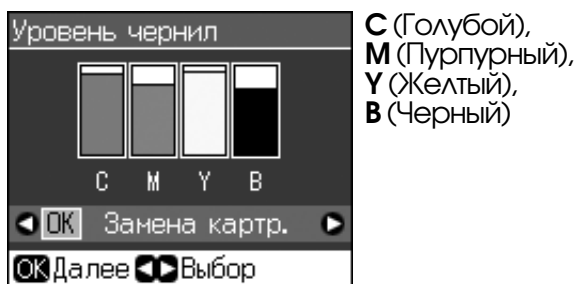 Уровень чернил
C M Y B
OK Замена картр.
OK Далее Выбор
C (Голубой),
M (Пурпурный),
Y (Желтый),
B (Черный)